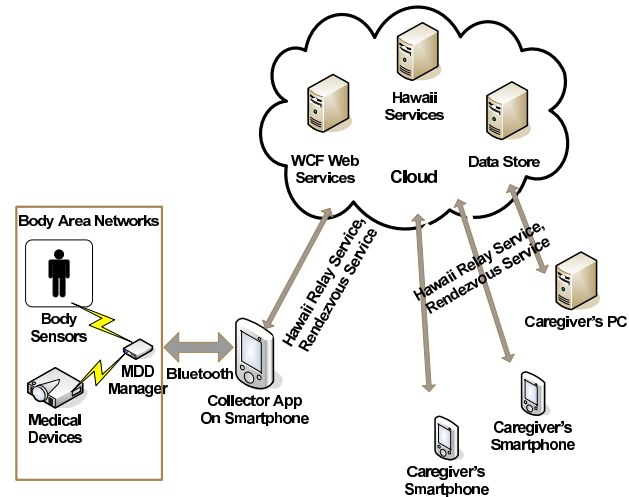 Hawaii
Services
WCF Web
Services
Data Store
Cloud
Body Area Networks
Body
Sensors
MDD
Manager
Medical
Devices
Bluetooth
Collector App
On Smartphone
Hawaii Relay Service,
Rendezvous Service
Hawaii Relay Service,
Rendezvous Service
Caregiver's PC
Caregiver's
Smartphone
Caregiver's
Smartphone